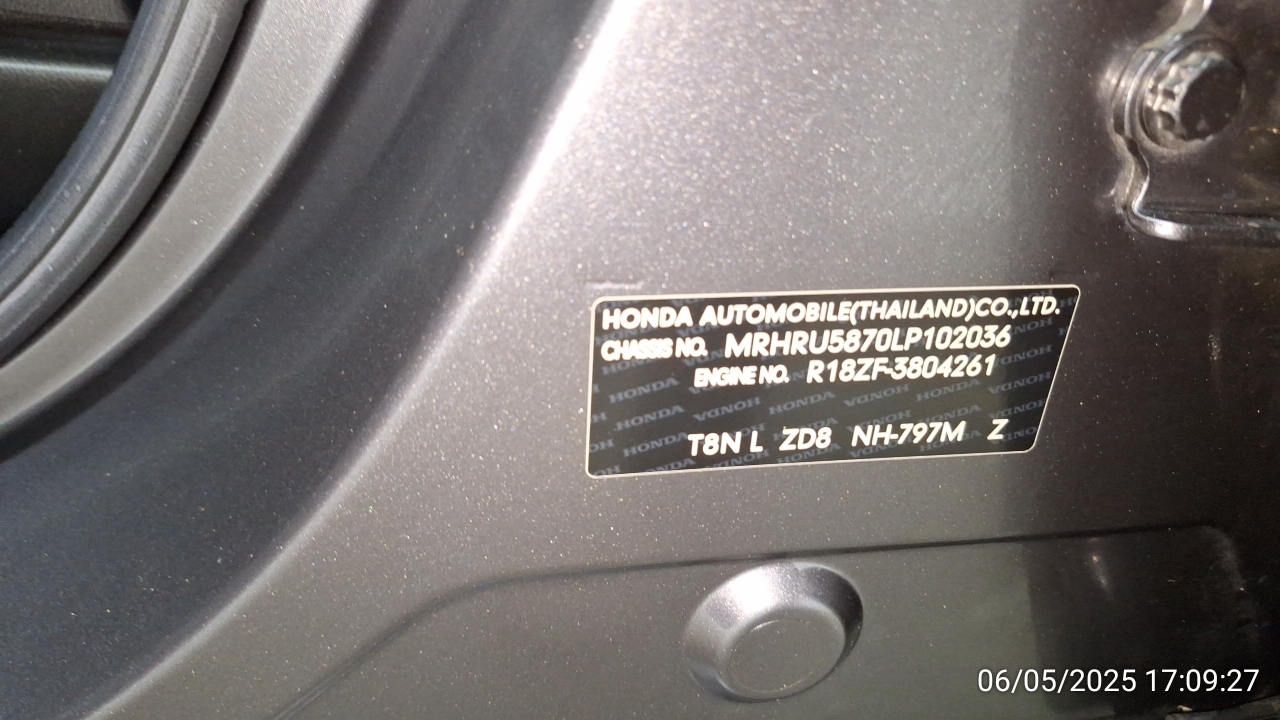 HONDA AUTOMOBILE(THAILAND)CO.,LTD.
CHASSIS NO. MRHRU5870LP102036
ENGINE NO. R18ZF-3804261
T8N L ZD8 NH-797M Z
06/05/2025 17:09:27